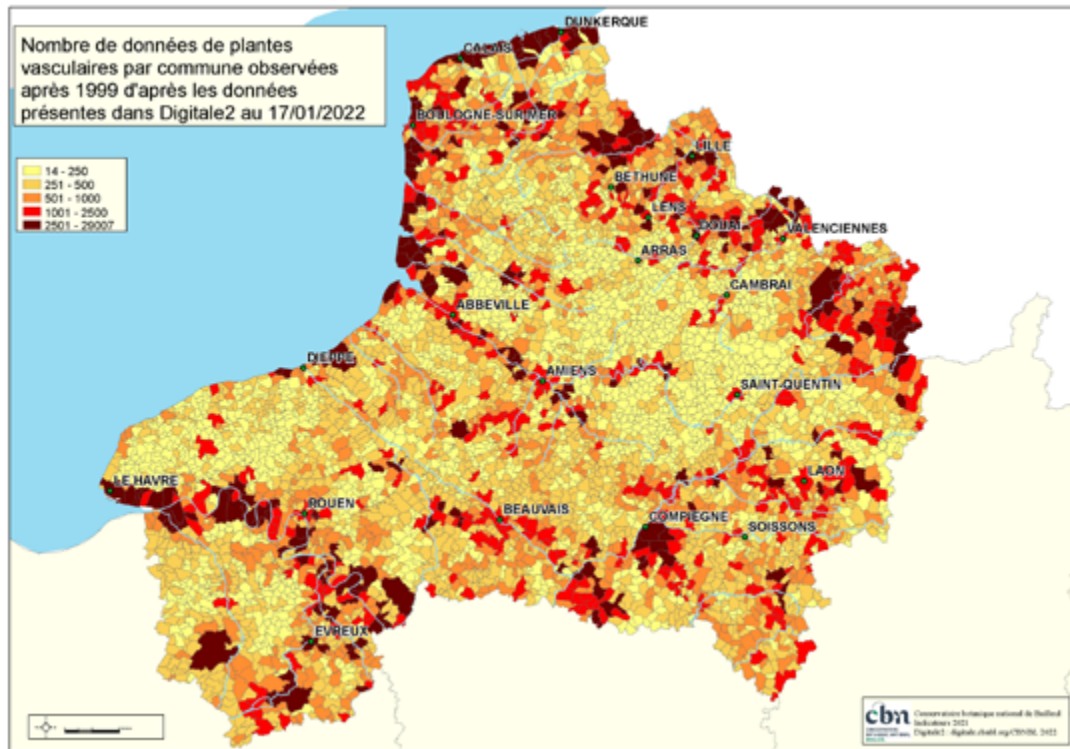 Nombre de données de plantes
vasculaires par commune observées
après 1999 d'après les données
présentes dans Digitale2 au 17/01/2022
14 - 250
251 - 500
501 - 1000
1001 - 2500
2501 - 29007
DUNKERQUE
CALAIS
BOULOGNE-SUR-MER
LILLE
BETHUNE
LENS
DOUAI
VALENCIENNES
ARRAS
CAMBRAI
ABBEVILLE
DIEPPE
AMIENS
SAINT-QUENTIN
LE HAVRE
LAON
ROUEN
BEAUVAIS
COMPIEGNE
SOISSONS
EVREUX
cbn
Conservatoire botanique national de Bailleul
Indicateurs 2021